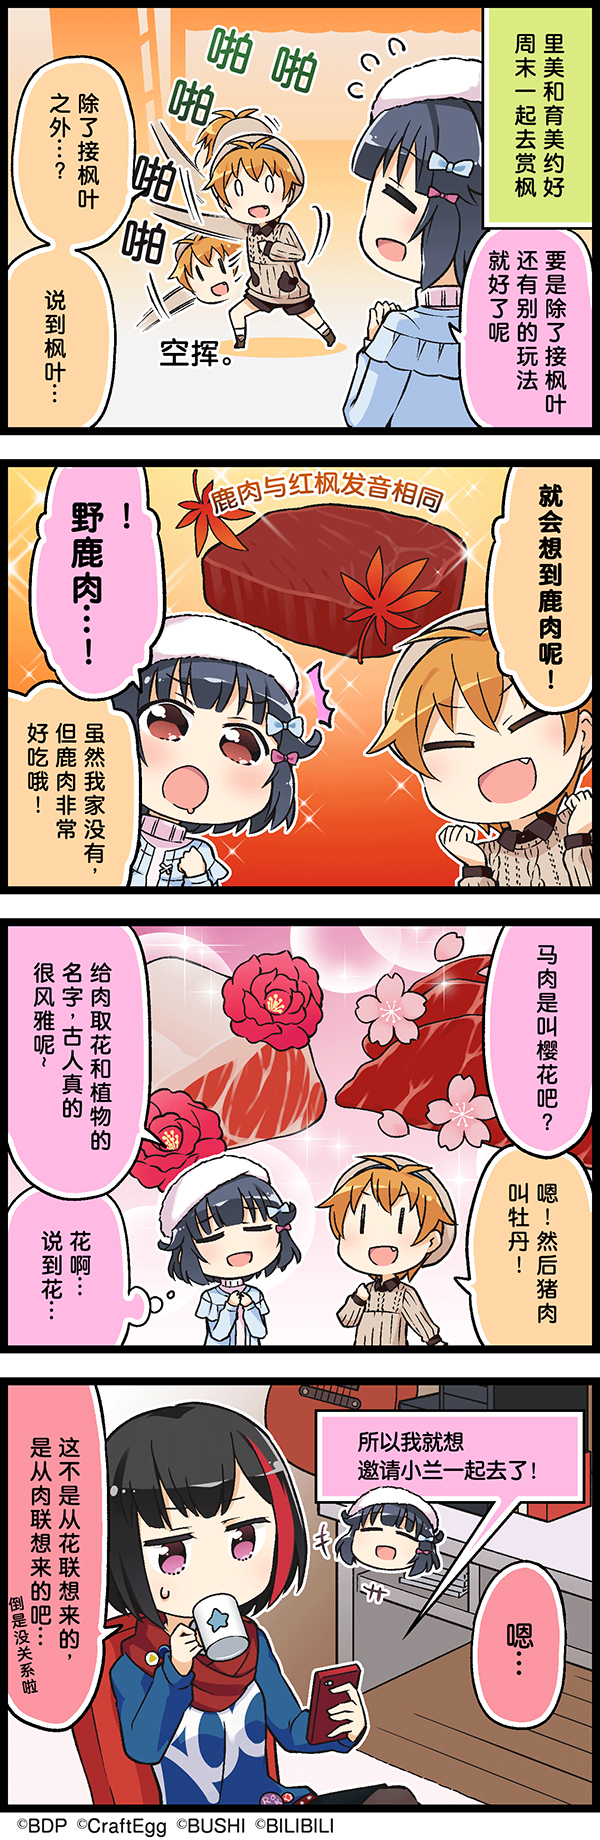 里美和育美约好
周末一起去赏枫
要是除了接枫叶
还有别的玩法
就好了呢
啪
啪
啪
啪
啪
空挥。
除了接枫叶
之外…?
说到枫叶…
就会想到鹿肉呢！
鹿肉与红枫发音相同
！
野鹿肉…！
虽然我家没有，
但鹿肉非常
好吃哦！
马肉是叫樱花吧？
嗯！然后猪肉
叫牡丹！
给肉取花和植物的
名字，古人真的
很风雅呢~
花啊…
说到花…
所以我就想
邀请小兰一起去了！
嗯…
这不是从花联想来的，
是从肉联想来的吧…
倒是没关系啦
©BDP ©CraftEgg ©BUSHI ©BILIBILI